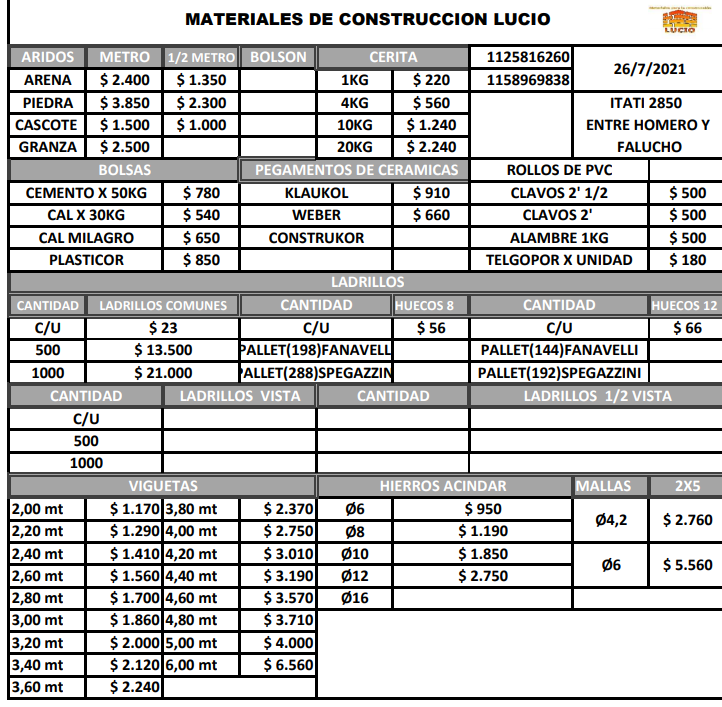 MATERIALES DE CONSTRUCCION LUCIO
LUCIO
ARIDOS METRO 1/2 METRO BOLSON CERITA 1125816260 26/7/2021
ARENA $ 2.400 $ 1.350 1KG $ 220 1158969838
PIEDRA $ 3.850 $ 2.300 4KG $ 560 ITATI 2850
CASCOTE $ 1.500 $ 1.000 10KG $ 1.240 ENTRE HOMERO Y
GRANZA $ 2.500 20KG $ 2.240 FALUCHO
BOLSAS PEGAMENTOS DE CERAMICAS ROLLOS DE PVC
CEMENTO X 50KG $ 780 KLAUKOL $ 910 CLAVOS 2' 1/2 $ 500
CAL X 30KG $ 540 WEBER $ 660 CLAVOS 2' $ 500
CAL MILAGRO $ 650 CONSTRUKOR ALAMBRE 1KG $ 500
PLASTICOR $ 850 TELGOPOR X UNIDAD $ 180
LADRILLOS
CANTIDAD LADRILLOS COMUNES CANTIDAD HUECOS 8 CANTIDAD HUECOS 12
C/U $ 23 C/U $ 56 C/U $ 66
500 $ 13.500 PALLET(198)FANAVELL PALLET(144)FANAVELLI
1000 $ 21.000 PALLET(288)SPEGAZZIN PALLET(192)SPEGAZZINI
CANTIDAD LADRILLOS VISTA CANTIDAD LADRILLOS 1/2 VISTA
C/U
500
1000
VIGUETAS HIERROS ACINDAR MALLAS 2X5
2,00 mt $ 1.170 3,80 mt $ 2.370 Ø6 $ 950 Ø4,2 $ 2.760
2,20 mt $ 1.290 4,00 mt $ 2.750 Ø8 $ 1.190
2,40 mt $ 1.410 4,20 mt $ 3.010 Ø10 $ 1.850 Ø6 $ 5.560
2,60 mt $ 1.560 4,40 mt $ 3.190 Ø12 $ 2.750
2,80 mt $ 1.700 4,60 mt $ 3.570 Ø16
3,00 mt $ 1.860 4,80 mt $ 3.710
3,20 mt $ 2.000 5,00 mt $ 4.000
3,40 mt $ 2.120 6,00 mt $ 6.560
3,60 mt $ 2.240